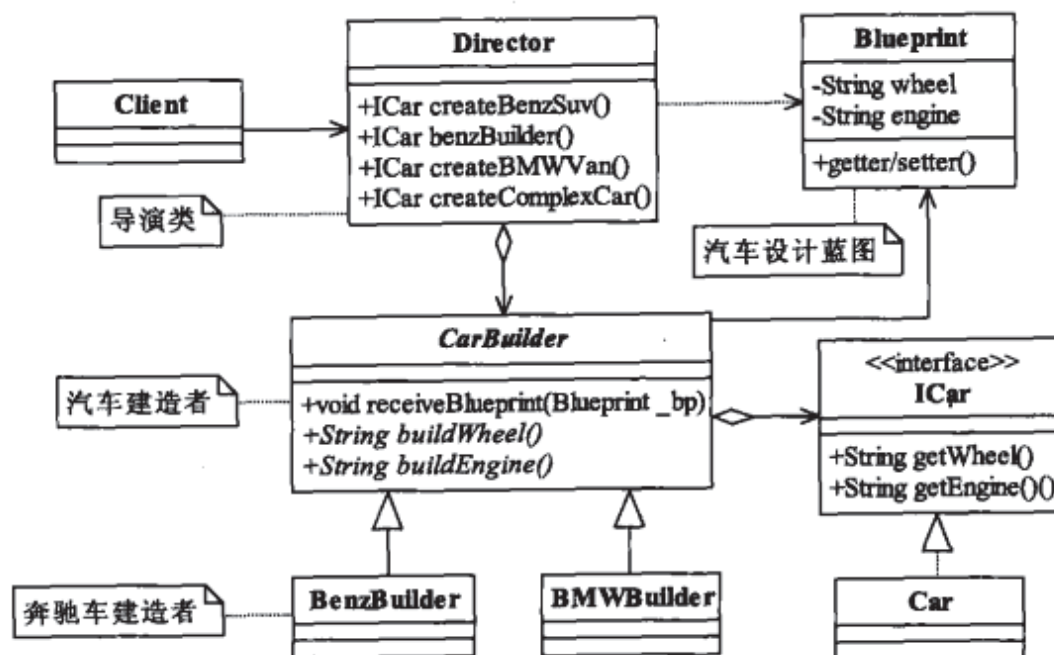 Client
Director
+ICar createBenzSuv()
+ICar benzBuilder()
+ICar createBMWVan()
+ICar createComplexCar()
Blueprint
-String wheel
-String engine
+getter/setter()
导演类
汽车设计蓝图
CarBuilder
+void receiveBlueprint(Blueprint _bp)
+String buildWheel()
+String buildEngine()
汽车建造者
<<interface>>
ICar
+String getWheel()
+String getEngine()()
奔驰车建造者
BenzBuilder
BMWBuilder
Car